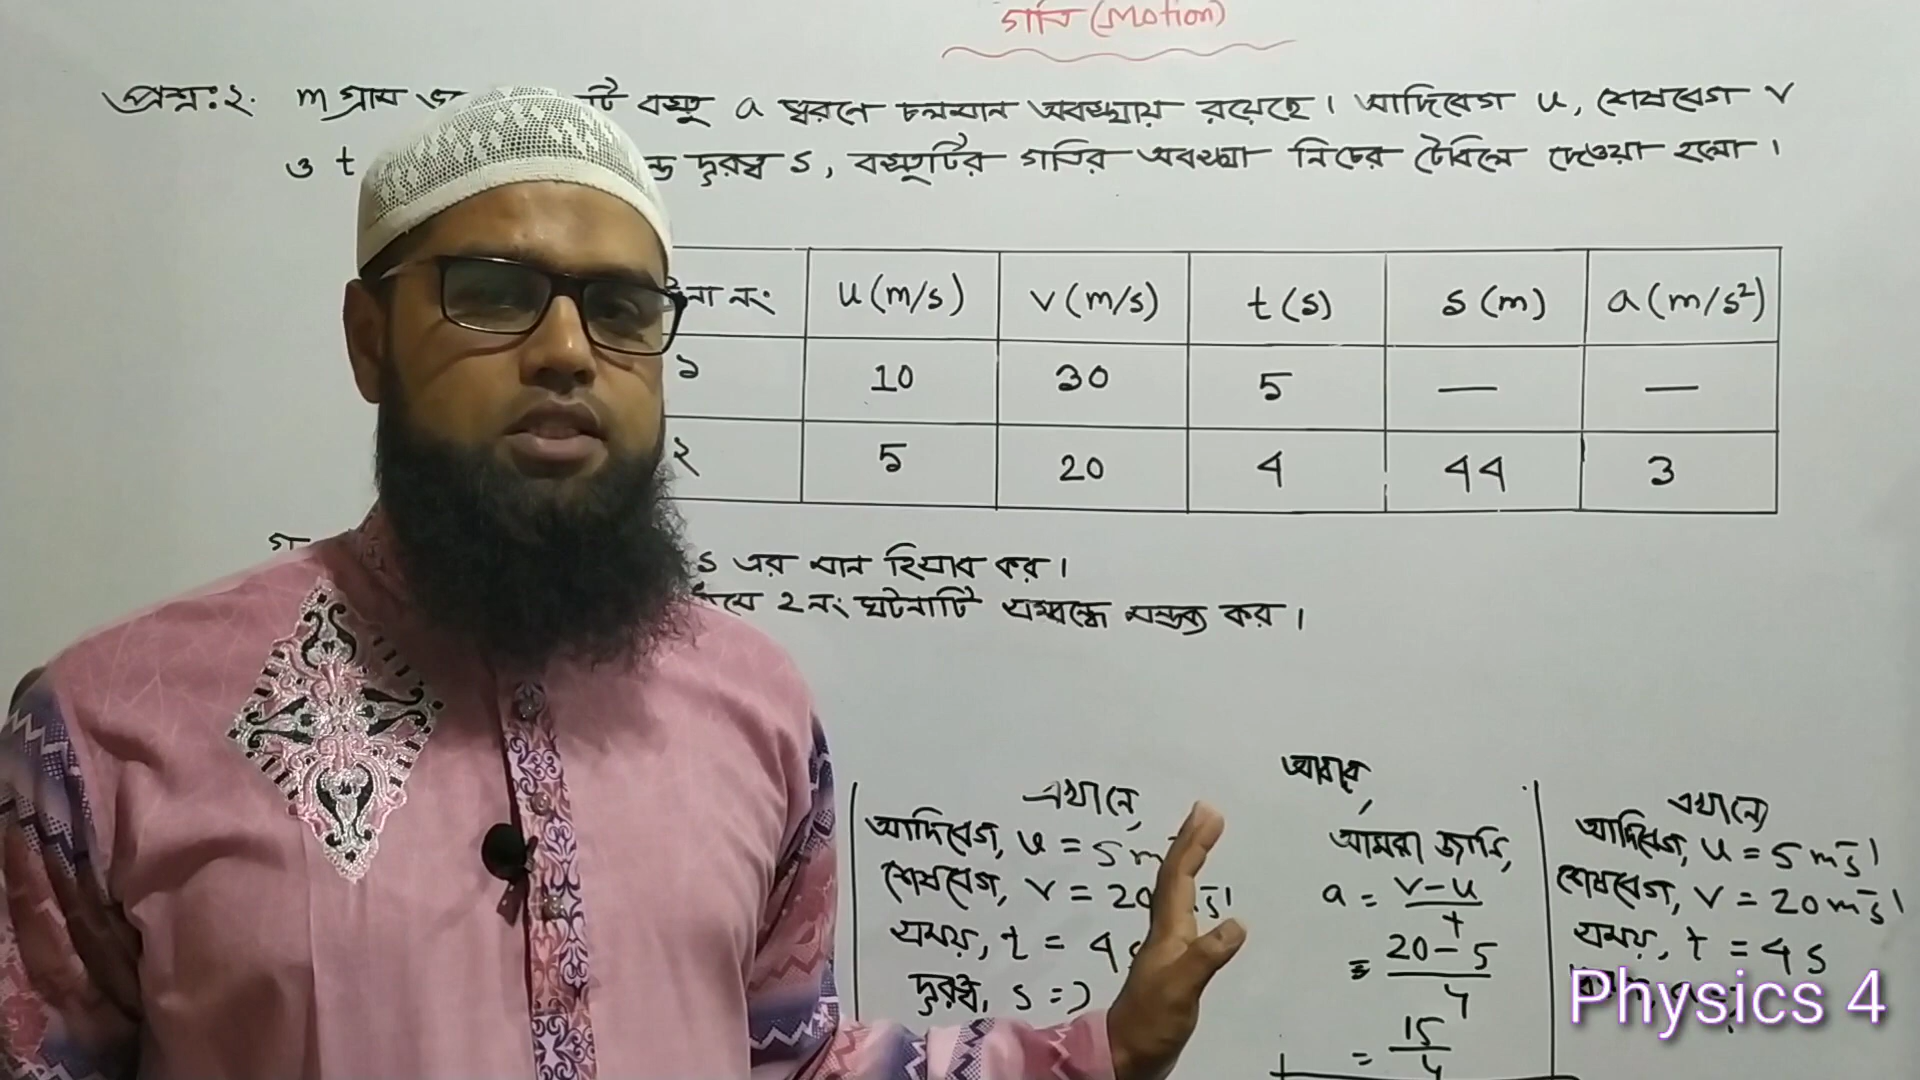 গতি (Motion)
প্রশ্ন:২. m গ্রাম টি বস্তু a ত্বরণে চলমান অবস্থায় রয়েছে। আদিবেগ u, শেষবেগ v
ও t দূরত্ব s, বস্তুটির গতির অবস্থা নিচের টেবিলে দেওয়া হলো।
নং u (m/s) v (m/s) t (s) s (m) a (m/s²)
১ 10 30 5 — —
২ 5 20 4 44 3
s এর মান হিসাব কর।
2নং ঘটনাটি সম্বন্ধে মন্তব্য কর।
এখানে,
আদিবেগ, u = 5 m
শেষবেগ, v = 20
সময়, t = 4
দূরত্ব, s = ?
আবার,
আমরা জানি,
a = v-u/t
= 20-5/4
= 15/4
এখানে,
আদিবেগ, u = 5 ms⁻¹
শেষবেগ, v = 20 ms⁻¹
সময়, t = 4 s
Physics 4